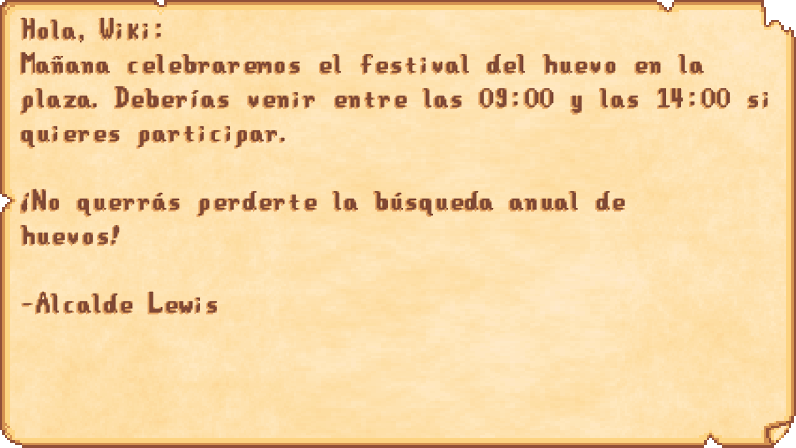 Hola, Wiki:
Mañana celebraremos el festival del huevo en la
plaza. Deberías venir entre las 09:00 y las 14:00 si
quieres participar.
¡No querrás perderte la búsqueda anual de
huevos!
-Alcalde Lewis